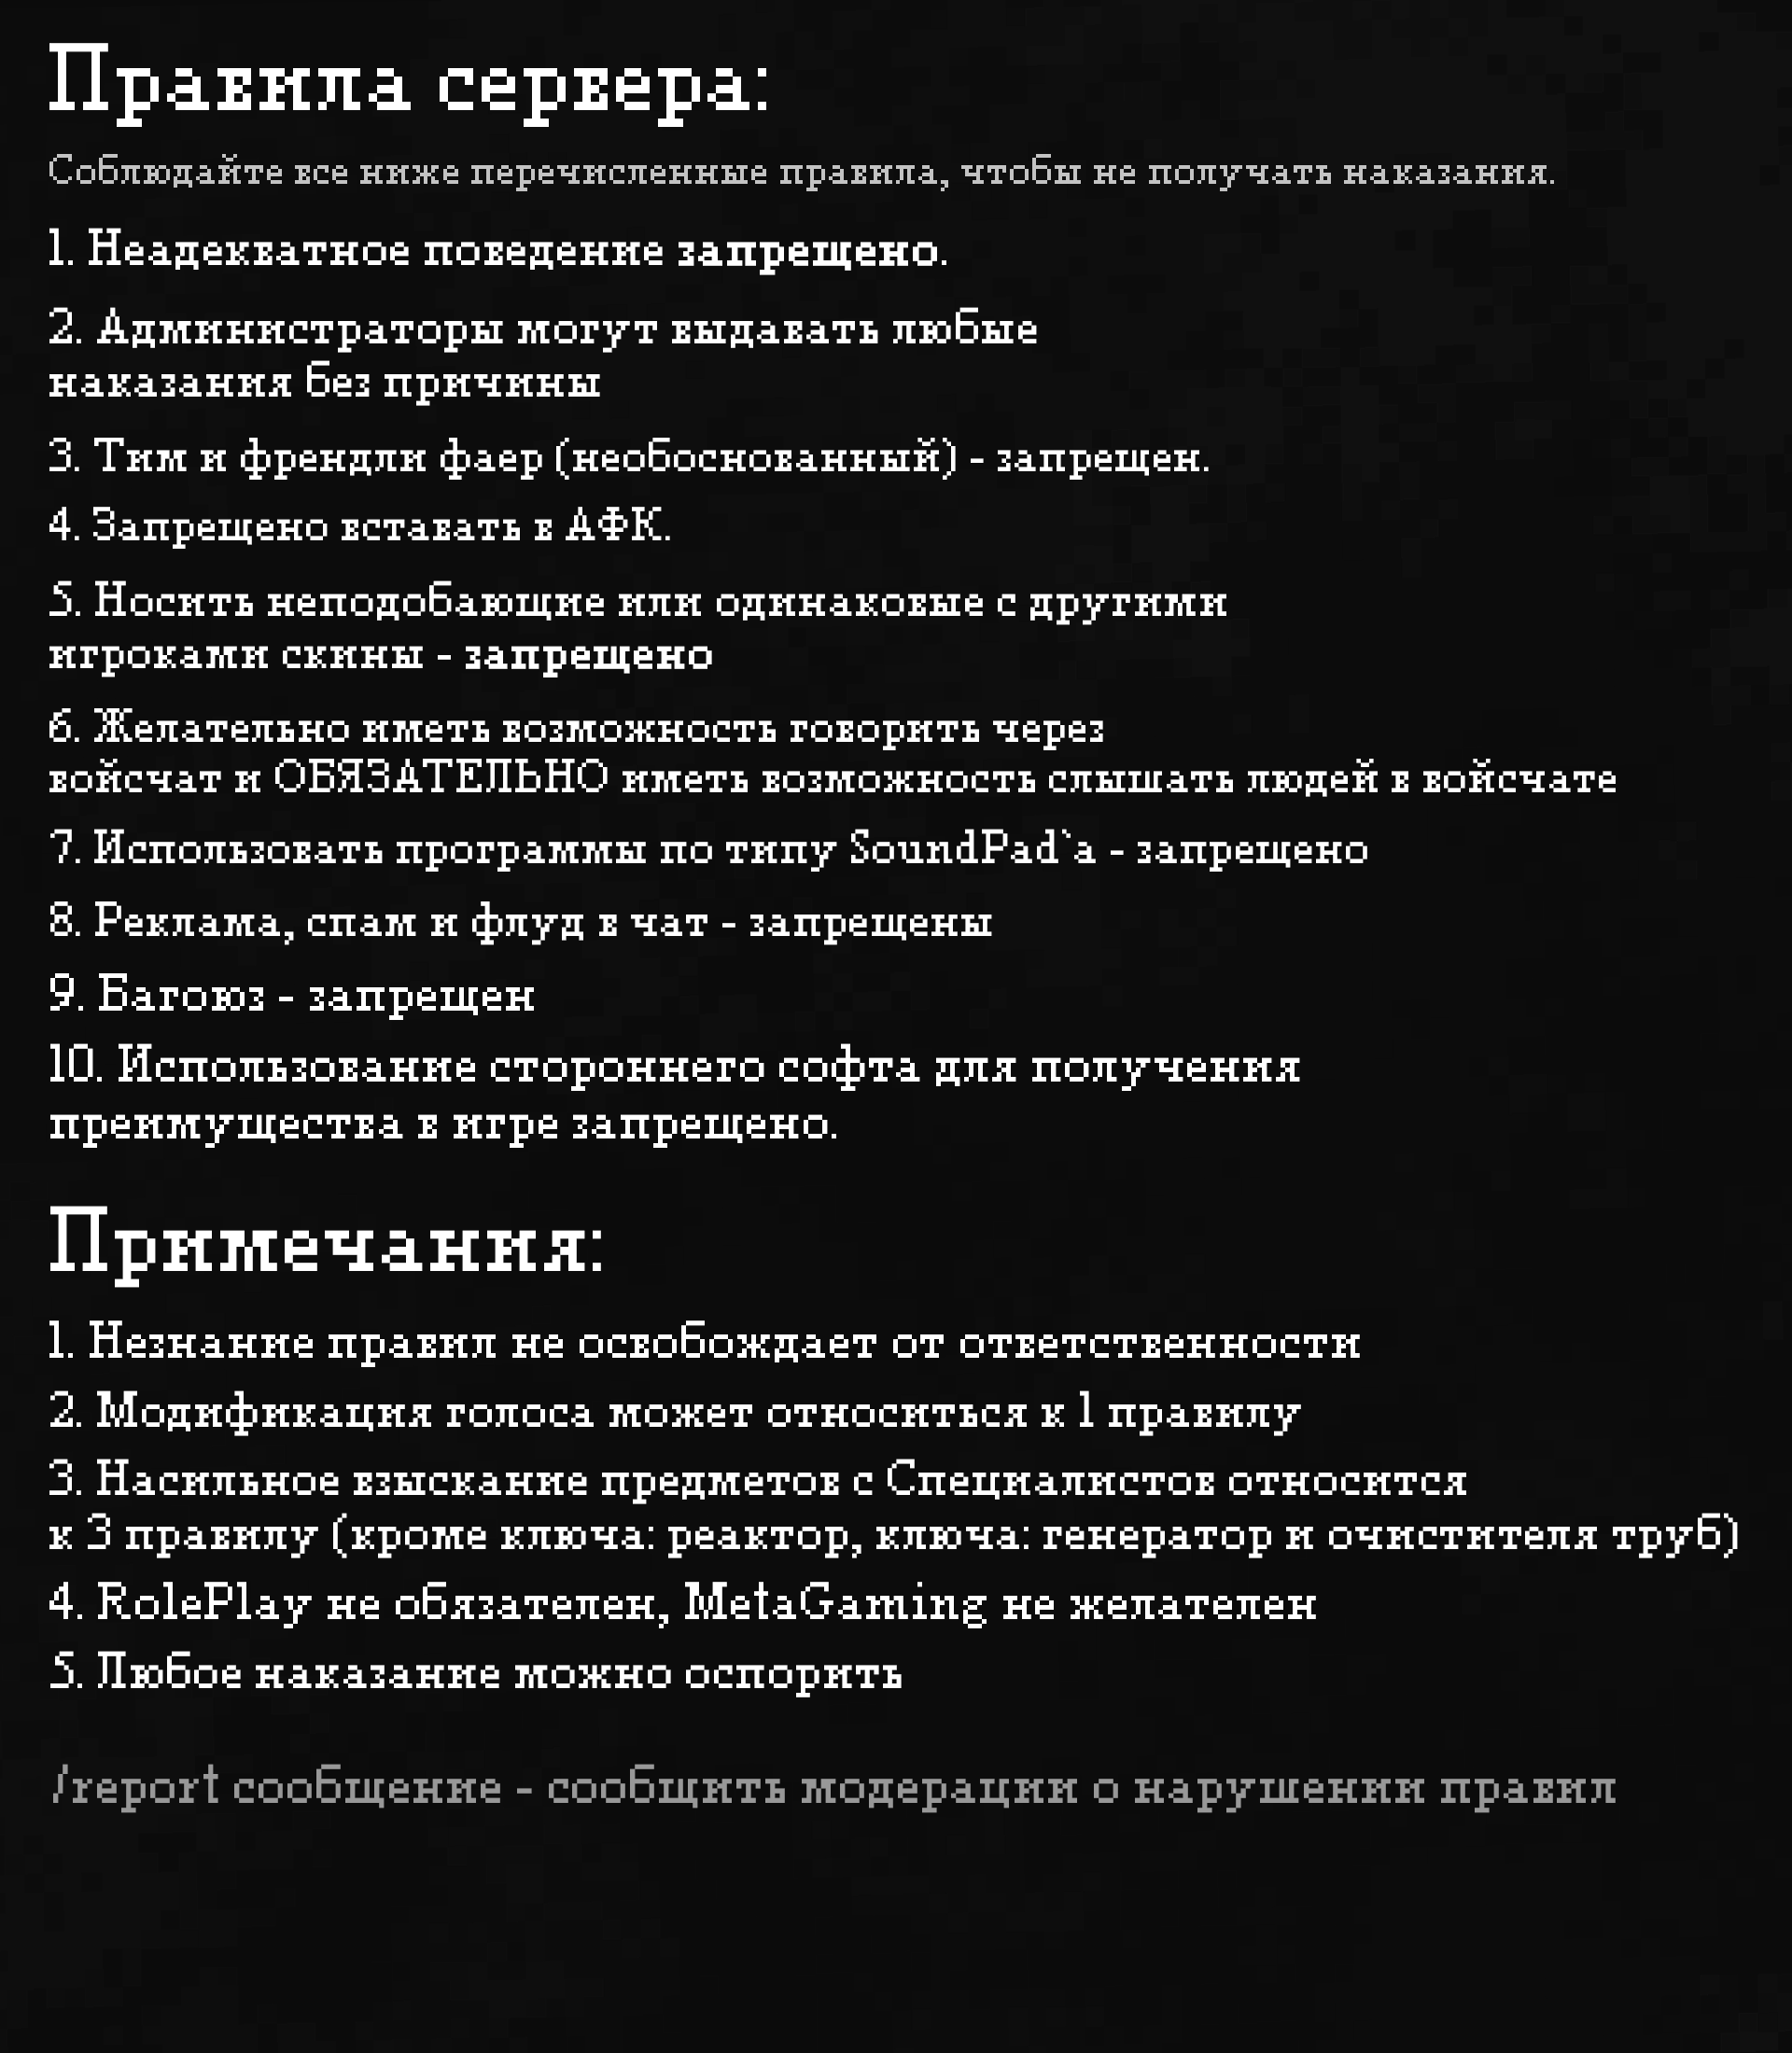 Правила сервера:
Соблюдайте все ниже перечисленные правила, чтобы не получать наказания.
1. Неадекватное поведение запрещено.
2. Администраторы могут выдавать любые
наказания без причины
3. Тим и френдли фаер (необоснованный) - запрещен.
4. Запрещено вставать в АФК.
5. Носить неподобающие или одинаковые с другими
игроками скины - запрещено
6. Желательно иметь возможность говорить через
войсчат и ОБЯЗАТЕЛЬНО иметь возможность слышать людей в войсчате
7. Использовать программы по типу SoundPad`a - запрещено
8. Реклама, спам и флуд в чат - запрещены
9. Багоюз - запрещен
10. Использование стороннего софта для получения
преимущества в игре запрещено.
Примечания:
1. Незнание правил не освобождает от ответственности
2. Модификация голоса может относиться к 1 правилу
3. Насильное взыскание предметов с Специалистов относится
к 3 правилу (кроме ключа: реактор, ключа: генератор и очистителя труб)
4. RolePlay не обязателен, MetaGaming не желателен
5. Любое наказание можно оспорить
/report сообщение - сообщить модерации о нарушении правил